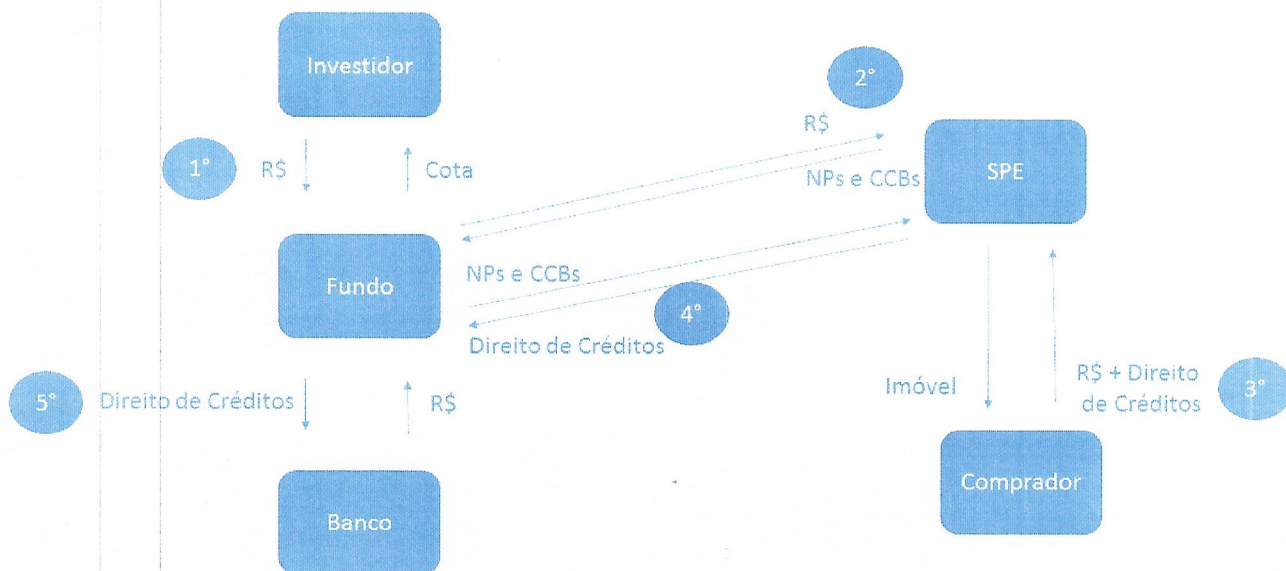 Investidor
2°
R$
1°
R$
Cota
NPs e CCBs
SPE
Fundo
NPs e CCBs
4°
Direito de Créditos
5°
Direito de Créditos
R$
Imóvel
R$ + Direito
de Créditos
3°
Comprador
Banco